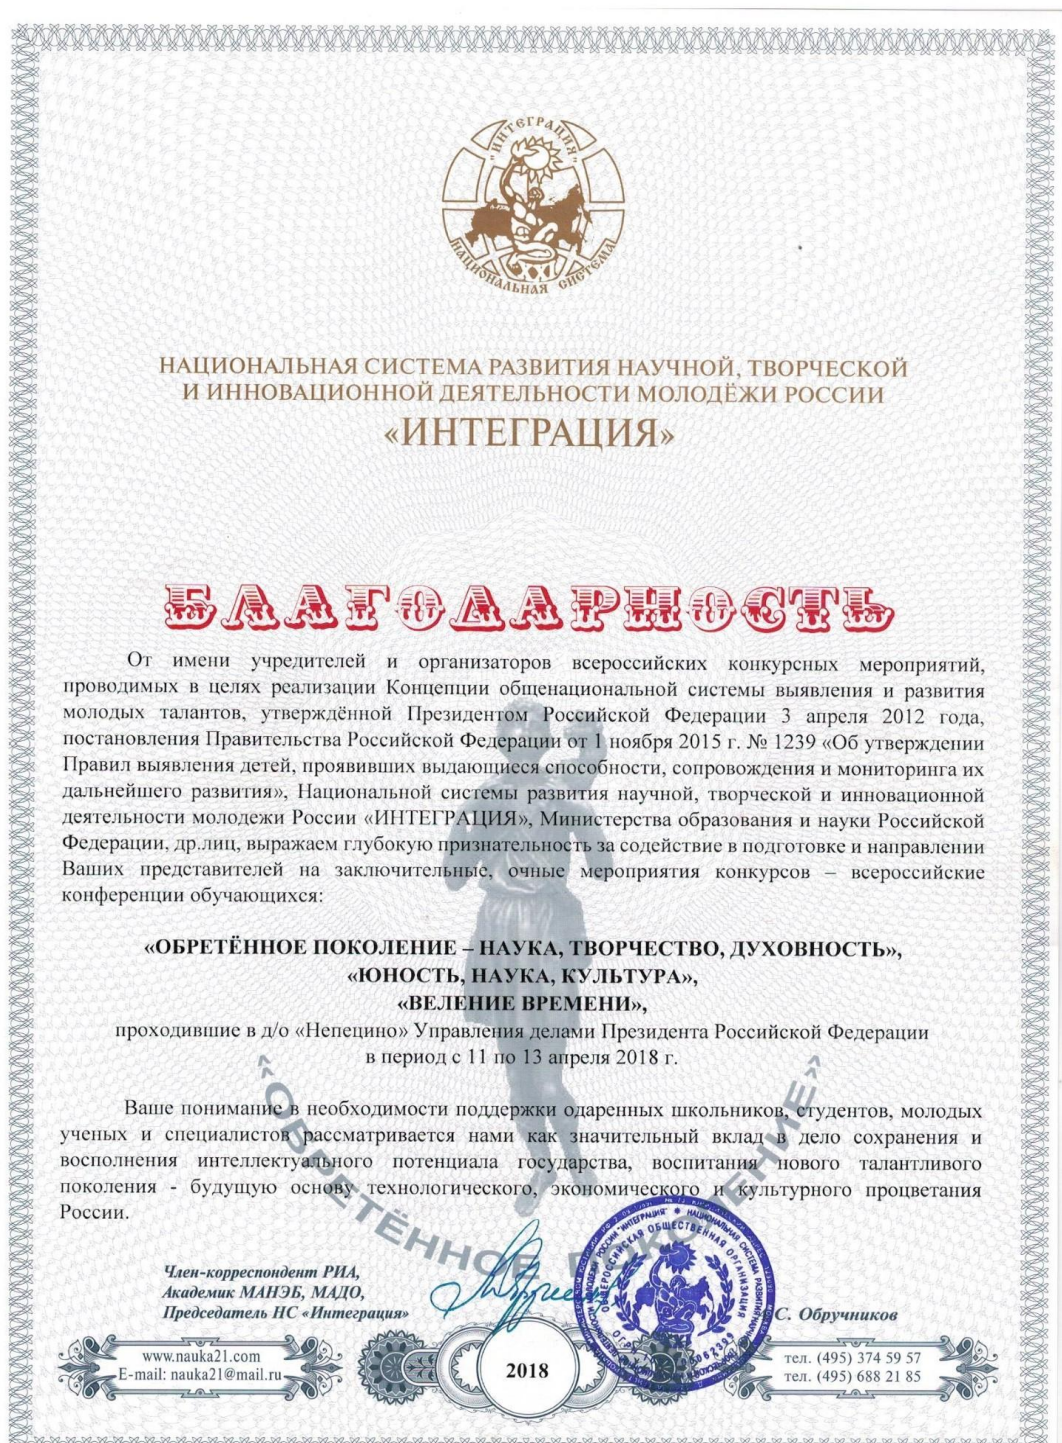 "ИНТЕГРАЦИЯ"
XXI
НАЦИОНАЛЬНАЯ СИСТЕМА
НАЦИОНАЛЬНАЯ СИСТЕМА РАЗВИТИЯ НАУЧНОЙ, ТВОРЧЕСКОЙ
И ИННОВАЦИОННОЙ ДЕЯТЕЛЬНОСТИ МОЛОДЁЖИ РОССИИ
«ИНТЕГРАЦИЯ»
БЛАГОДАРНОСТЬ
От имени учредителей и организаторов всероссийских конкурсных мероприятий,
проводимых в целях реализации Концепции общенациональной системы выявления и развития
молодых талантов, утверждённой Президентом Российской Федерации 3 апреля 2012 года,
постановления Правительства Российской Федерации от 1 ноября 2015 г. № 1239 «Об утверждении
Правил выявления детей, проявивших выдающиеся способности, сопровождения и мониторинга их
дальнейшего развития», Национальной системы развития научной, творческой и инновационной
деятельности молодежи России «ИНТЕГРАЦИЯ», Министерства образования и науки Российской
Федерации, др.лиц, выражаем глубокую признательность за содействие в подготовке и направлении
Ваших представителей на заключительные, очные мероприятия конкурсов – всероссийские
конференции обучающихся:
«ОБРЕТЁННОЕ ПОКОЛЕНИЕ – НАУКА, ТВОРЧЕСТВО, ДУХОВНОСТЬ»,
«ЮНОСТЬ, НАУКА, КУЛЬТУРА»,
«ВЕЛЕНИЕ ВРЕМЕНИ»,
проходившие в д/о «Непецино» Управления делами Президента Российской Федерации
в период с 11 по 13 апреля 2018 г.
Ваше понимание в необходимости поддержки одаренных школьников, студентов, молодых
ученых и специалистов рассматривается нами как значительный вклад в дело сохранения и
восполнения интеллектуального потенциала государства, воспитания нового талантливого
поколения - будущую основу технологического, экономического и культурного процветания
России.
«ОБРЕТЁННОЕ ПОКОЛЕНИЕ»
Член-корреспондент РИА,
Академик МАНЭБ, МАДО,
Председатель НС «Интеграция»
С. Обручников
ОБЩЕРОССИЙСКАЯ ОБЩЕСТВЕННАЯ ОРГАНИЗАЦИЯ
www.nauka21.com
E-mail: nauka21@mail.ru
2018
тел. (495) 374 59 57
тел. (495) 688 21 85